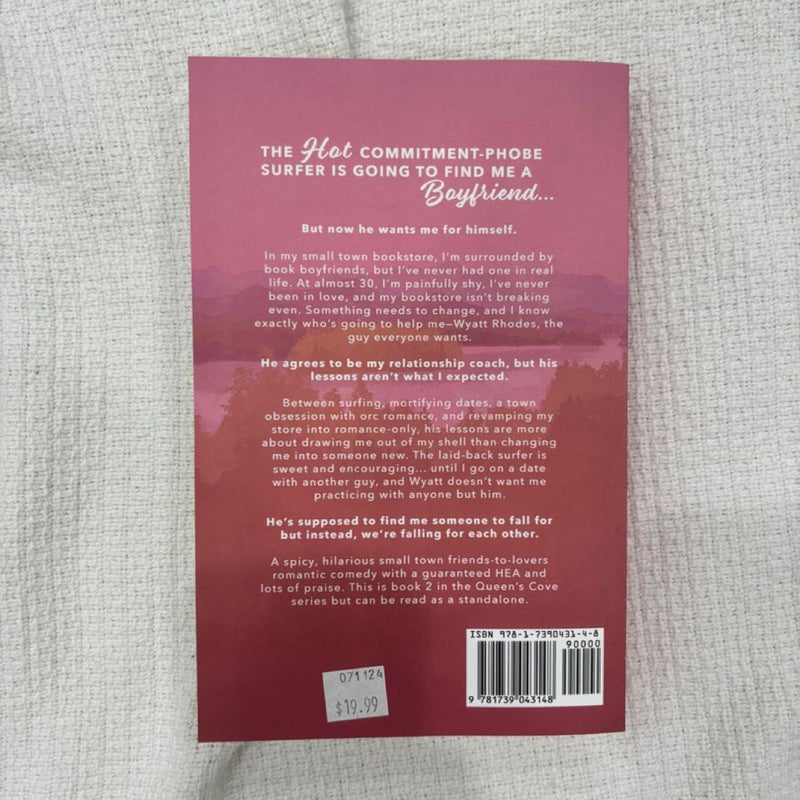 THE Hot COMMITMENT-PHOBE
SURFER IS GOING TO FIND ME A
Boyfriend...
But now he wants me for himself.
In my small town bookstore, I'm surrounded by
book boyfriends, but I've never had one in real
life. At almost 30, I'm painfully shy, I've never
been in love, and my bookstore isn't breaking
even. Something needs to change, and I know
exactly who's going to help me—Wyatt Rhodes, the
guy everyone wants.
He agrees to be my relationship coach, but his
lessons aren't what I expected.
Between surfing, mortifying dates, a town
obsession with orc romance, and revamping my
store into romance-only, his lessons are more
about drawing me out of my shell than changing
me into someone new. The laid-back surfer is
sweet and encouraging... until I go on a date
with another guy, and Wyatt doesn't want me
practicing with anyone but him.
He's supposed to find me someone to fall for
but instead, we're falling for each other.
A spicy, hilarious small town friends-to-lovers
romantic comedy with a guaranteed HEA and
lots of praise. This is book 2 in the Queen's Cove
series but can be read as a standalone.
ISBN 978-1-7390431-4-8
90000
9 781739 043148
071124
$19.99